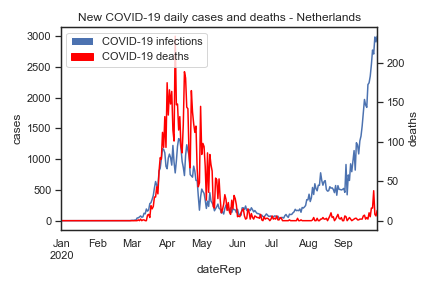 New COVID-19 daily cases and deaths - Netherlands
COVID-19 infections
COVID-19 deaths
3000
2500
2000
1500
1000
500
0
cases
200
150
100
50
0
deaths
Jan Feb Mar Apr May Jun Jul Aug Sep
2020
dateRep